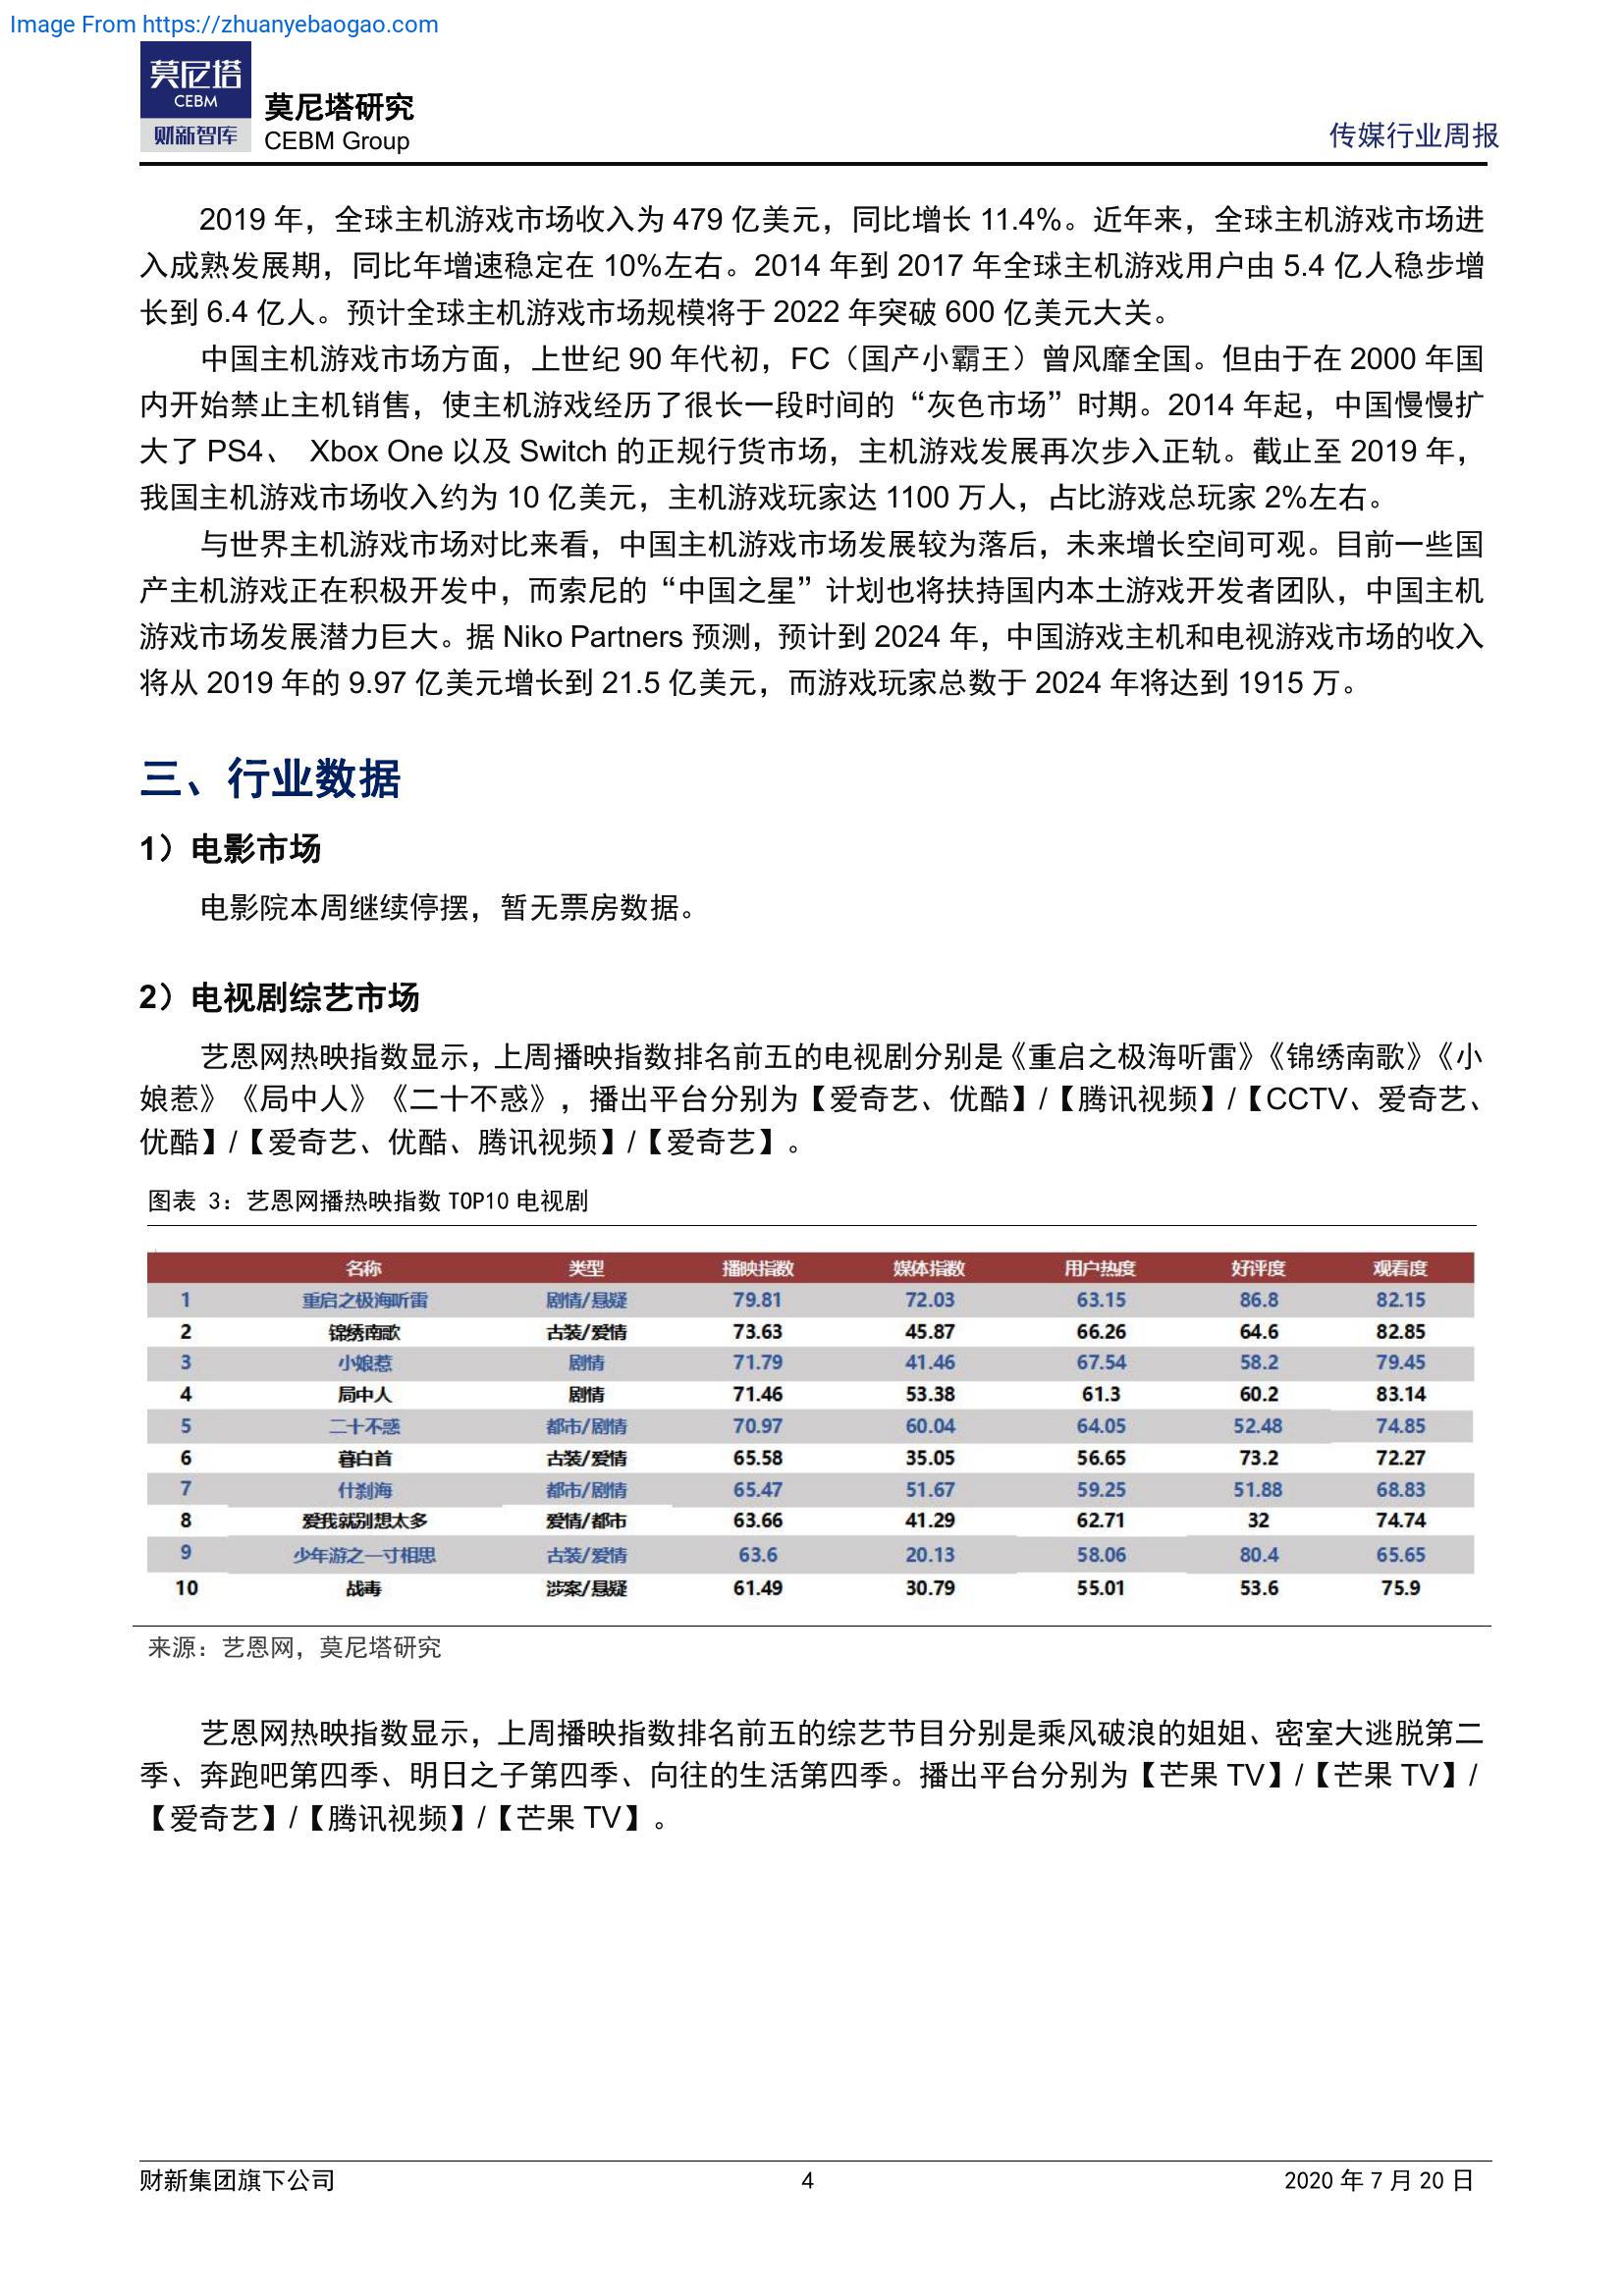 Image From https://zhuanyebaogao.com
莫尼塔
CEBM
财新智库
莫尼塔研究
CEBM Group
传媒行业周报
2019 年，全球主机游戏市场收入为 479 亿美元，同比增长 11.4%。近年来，全球主机游戏市场进
入成熟发展期，同比年增速稳定在 10%左右。2014 年到 2017 年全球主机游戏用户由 5.4 亿人稳步增
长到 6.4 亿人。预计全球主机游戏市场规模将于 2022 年突破 600 亿美元大关。
中国主机游戏市场方面，上世纪 90 年代初，FC（国产小霸王）曾风靡全国。但由于在 2000 年国
内开始禁止主机销售，使主机游戏经历了很长一段时间的“灰色市场”时期。2014 年起，中国慢慢扩
大了 PS4、 Xbox One 以及 Switch 的正规行货市场，主机游戏发展再次步入正轨。截止至 2019 年，
我国主机游戏市场收入约为 10 亿美元，主机游戏玩家达 1100 万人，占比游戏总玩家 2%左右。
与世界主机游戏市场对比来看，中国主机游戏市场发展较为落后，未来增长空间可观。目前一些国
产主机游戏正在积极开发中，而索尼的“中国之星”计划也将扶持国内本土游戏开发者团队，中国主机
游戏市场发展潜力巨大。据 Niko Partners 预测，预计到 2024 年，中国游戏主机和电视游戏市场的收入
将从 2019 年的 9.97 亿美元增长到 21.5 亿美元，而游戏玩家总数于 2024 年将达到 1915 万。
三、行业数据
1）电影市场
电影院本周继续停摆，暂无票房数据。
2）电视剧综艺市场
艺恩网热映指数显示，上周播映指数排名前五的电视剧分别是《重启之极海听雷》《锦绣南歌》《小
娘惹》《局中人》《二十不惑》，播出平台分别为【爱奇艺、优酷】/【腾讯视频】/【CCTV、爱奇艺、
优酷】/【爱奇艺、优酷、腾讯视频】/【爱奇艺】。
图表 3：艺恩网播热映指数 TOP10 电视剧
名称 类型 播映指数 媒体指数 用户热度 好评度 观看度
1 重启之极海听雷 剧情/悬疑 79.81 72.03 63.15 86.8 82.15
2 锦绣南歌 古装/爱情 73.63 45.87 66.26 64.6 82.85
3 小娘惹 剧情 71.79 41.46 67.54 58.2 79.45
4 局中人 剧情 71.46 53.38 61.3 60.2 83.14
5 二十不惑 都市/剧情 70.97 60.04 64.05 52.48 74.85
6 暮白首 古装/爱情 65.58 35.05 56.65 73.2 72.27
7 什刹海 都市/剧情 65.47 51.67 59.25 51.88 68.83
8 爱我就别想太多 爱情/都市 63.66 41.29 62.71 32 74.74
9 少年游之一寸相思 古装/爱情 63.6 20.13 58.06 80.4 65.65
10 战毒 涉案/悬疑 61.49 30.79 55.01 53.6 75.9
来源：艺恩网，莫尼塔研究
艺恩网热映指数显示，上周播映指数排名前五的综艺节目分别是乘风破浪的姐姐、密室大逃脱第二
季、奔跑吧第四季、明日之子第四季、向往的生活第四季。播出平台分别为【芒果 TV】/【芒果 TV】/
【爱奇艺】/【腾讯视频】/【芒果 TV】。
财新集团旗下公司
4
2020 年 7 月 20 日